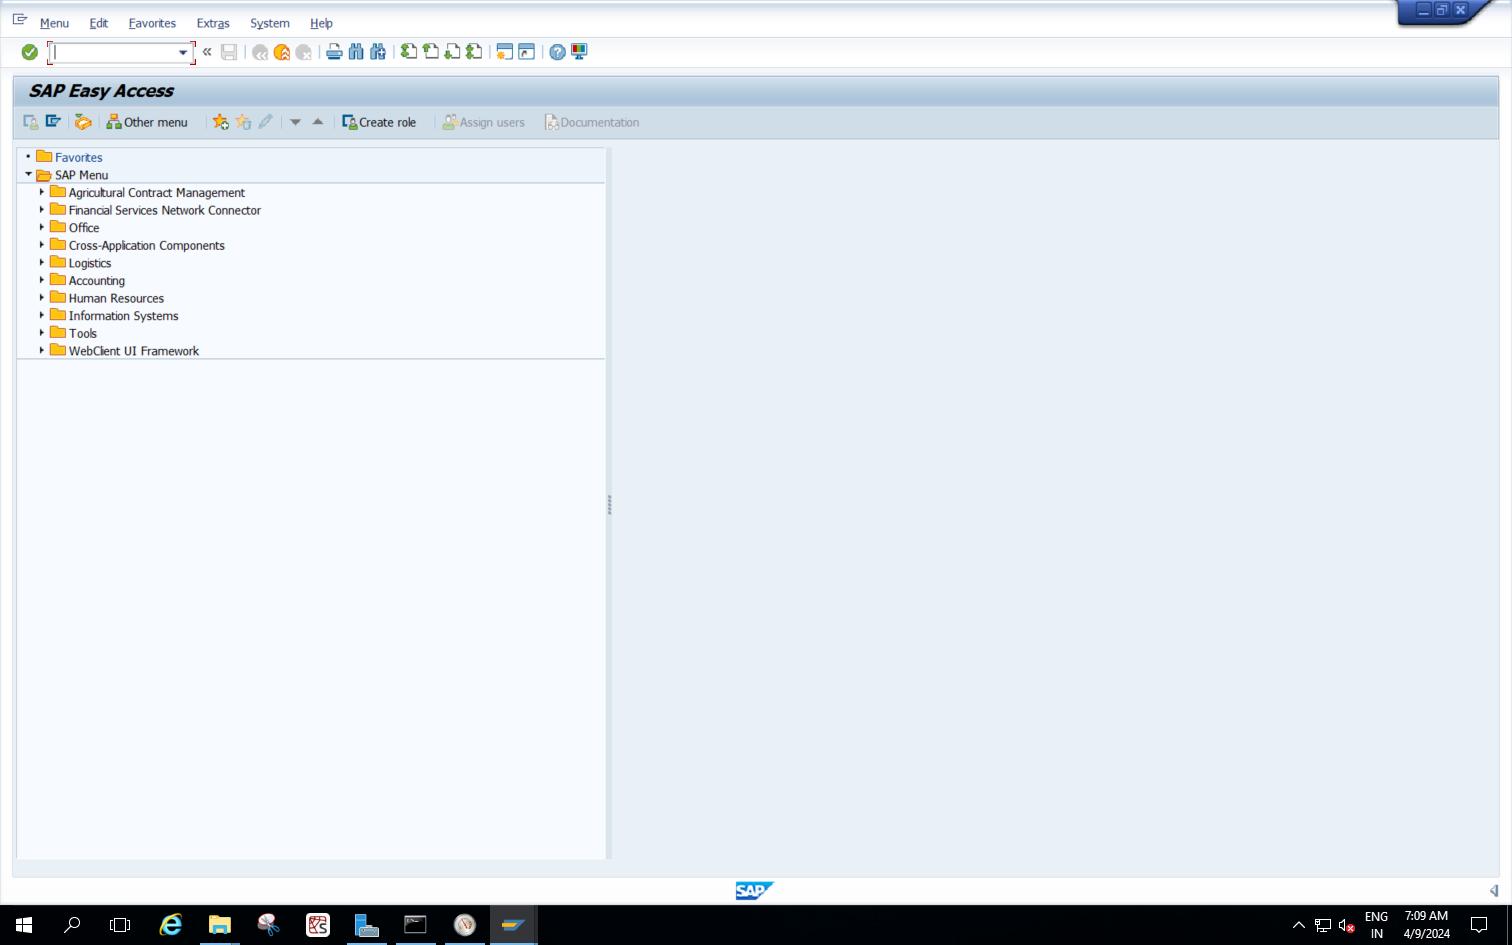 Menu Edit Favorites Extras System Help
SAP Easy Access
Other menu Create role Assign users Documentation
Favorites
SAP Menu
Agricultural Contract Management
Financial Services Network Connector
Office
Cross-Application Components
Logistics
Accounting
Human Resources
Information Systems
Tools
WebClient UI Framework
SAP
ENG 7:09 AM
IN 4/9/2024